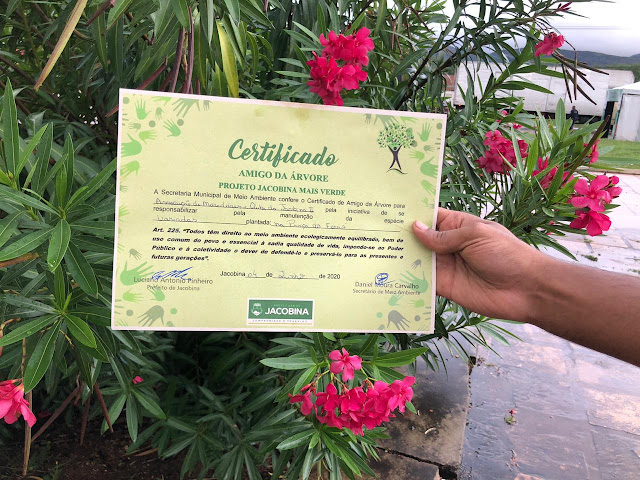 Certificado
AMIGO DA ÁRVORE
PROJETO JACOBINA MAIS VERDE
A Secretaria Municipal de Meio Ambiente confere o Certificado de Amigo da Árvore para
pela iniciativa de se
responsabilizar pela manutenção da espécie
plantada:
Art. 225. "Todos têm direito ao meio ambiente ecologicamente equilibrado, bem de
uso comum do povo e essencial à sadia qualidade de vida, impondo-se ao Poder
Público e à coletividade o dever de defendê-lo e preservá-lo para as presentes e
futuras gerações".
Jacobina 04 de Junho de 2020
Luciano Antonio Pinheiro
Prefeito de Jacobina
Daniel Moura Carvalho
Secretário de Meio Ambiente
JACOBINA